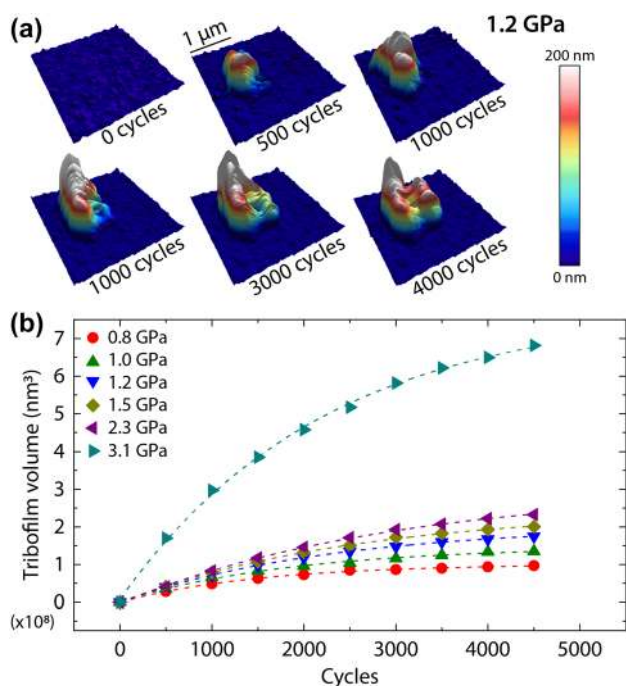 (a)
1.2 GPa
1 μm
200 nm
0 cycles
500 cycles
1000 cycles
1000 cycles
3000 cycles
4000 cycles
0 nm
(b)
7
6
5
4
3
2
1
0
(x10⁸)
Tribofilm volume (nm³)
0.8 GPa
1.0 GPa
1.2 GPa
1.5 GPa
2.3 GPa
3.1 GPa
0 1000 2000 3000 4000 5000
Cycles